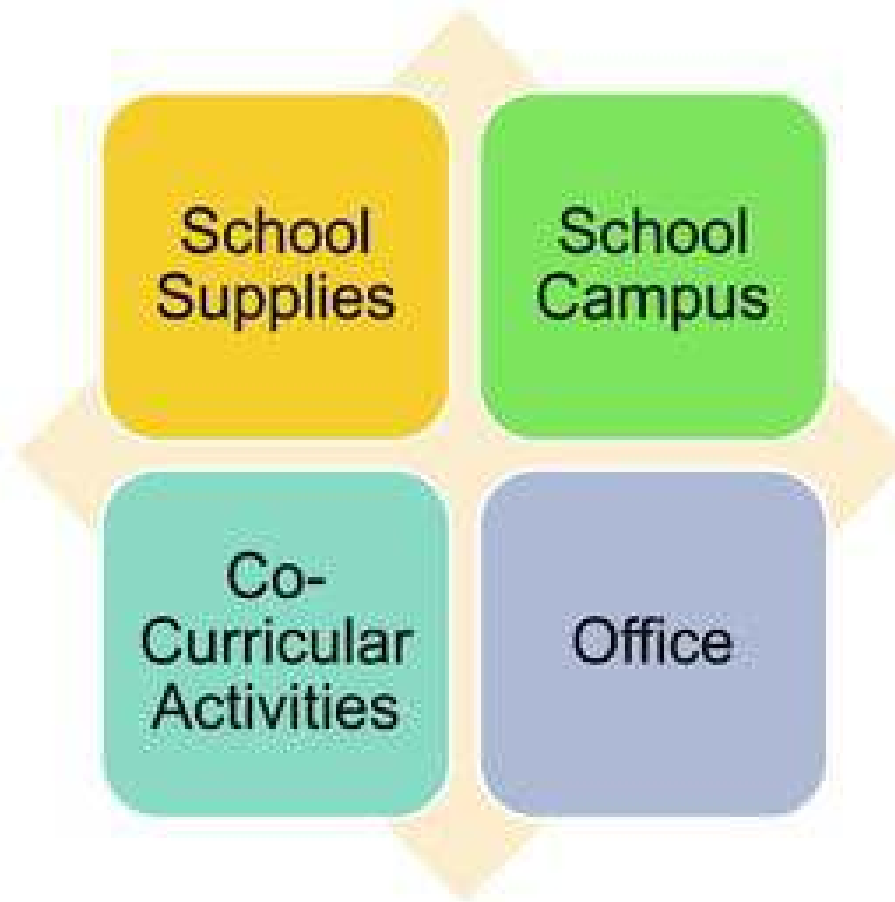 School
Supplies
School
Campus
Co-
Curricular
Activities
Office